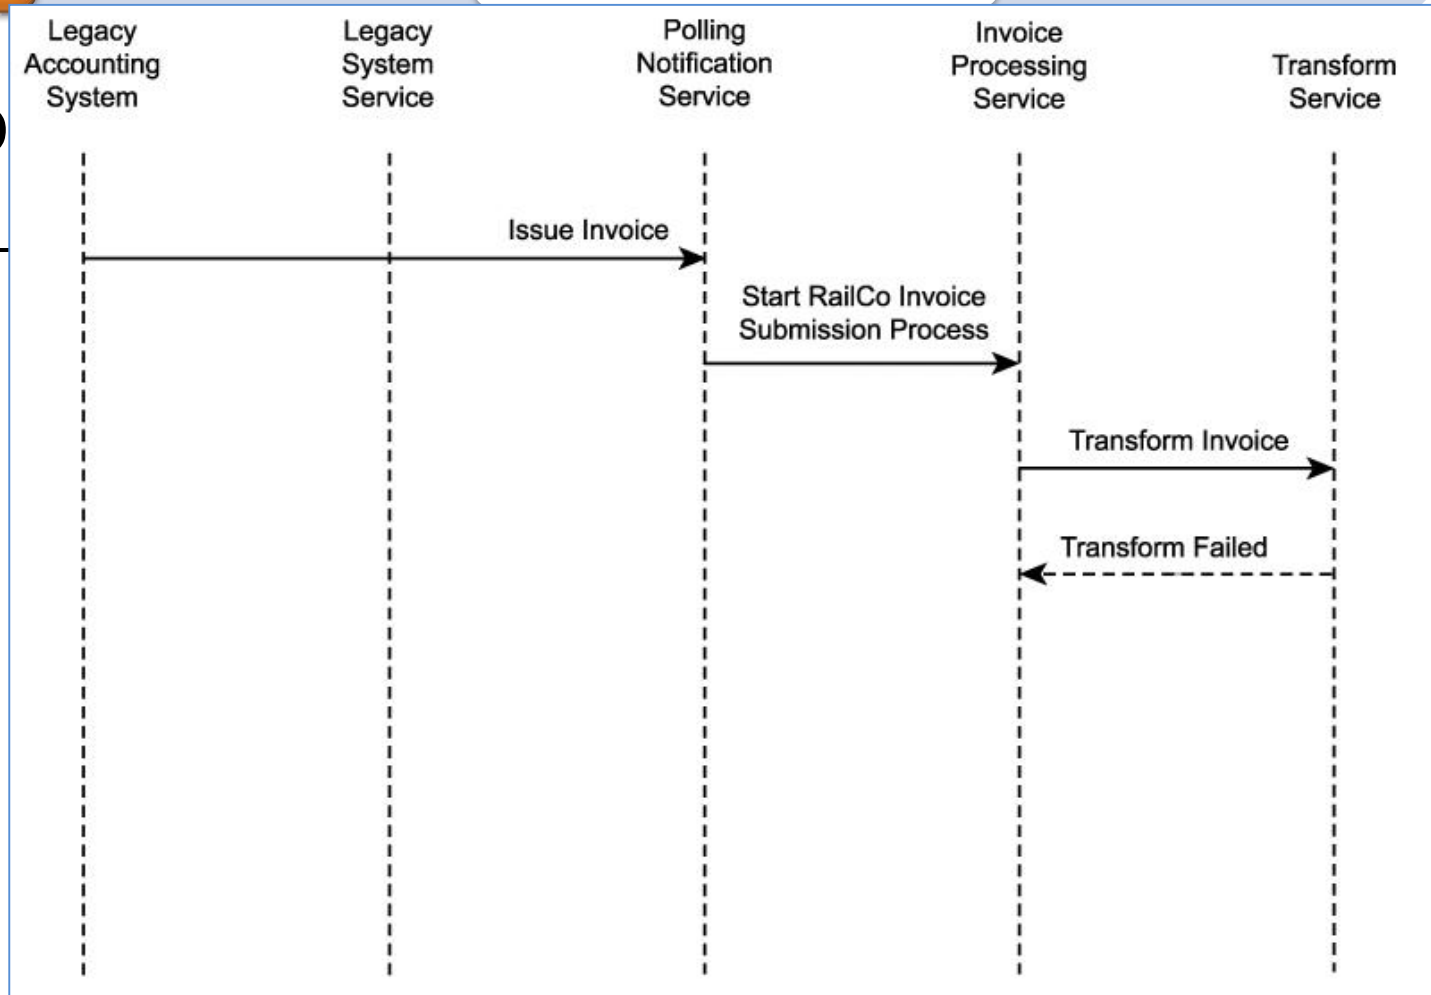 Legacy
Accounting
System
Legacy
System
Service
Polling
Notification
Service
Invoice
Processing
Service
Transform
Service
Issue Invoice
Start RailCo Invoice
Submission Process
Transform Invoice
Transform Failed